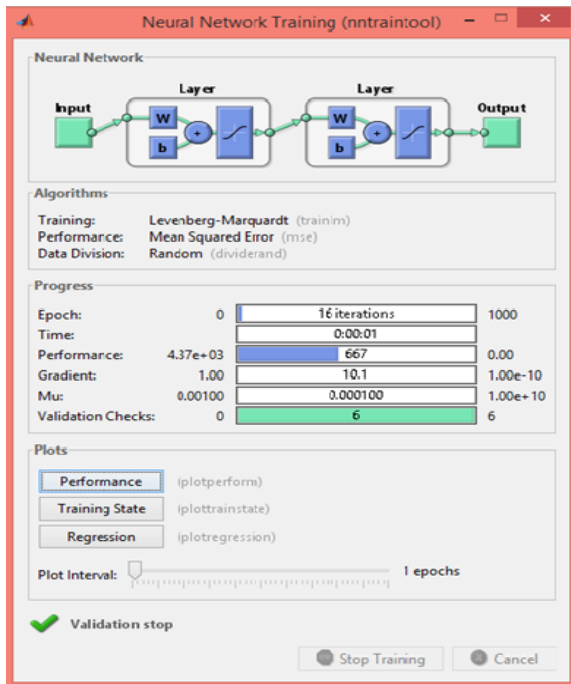 Neural Network Training (nntraintool)
Neural Network
Layer Layer
Input Output
W W
b b
+ +
Algorithms
Training: Levenberg-Marquardt (trainlm)
Performance: Mean Squared Error (mse)
Data Division: Random (dividerand)
Progress
Epoch: 0 16 iterations 1000
Time: 0:00:01
Performance: 4.37e+03 667 0.00
Gradient: 1.00 10.1 1.00e-10
Mu: 0.00100 0.000100 1.00e+10
Validation Checks: 0 6 6
Plots
Performance (plotperform)
Training State (plottrainstate)
Regression (plotregression)
Plot Interval: 1 epochs
Validation stop
Stop Training Cancel